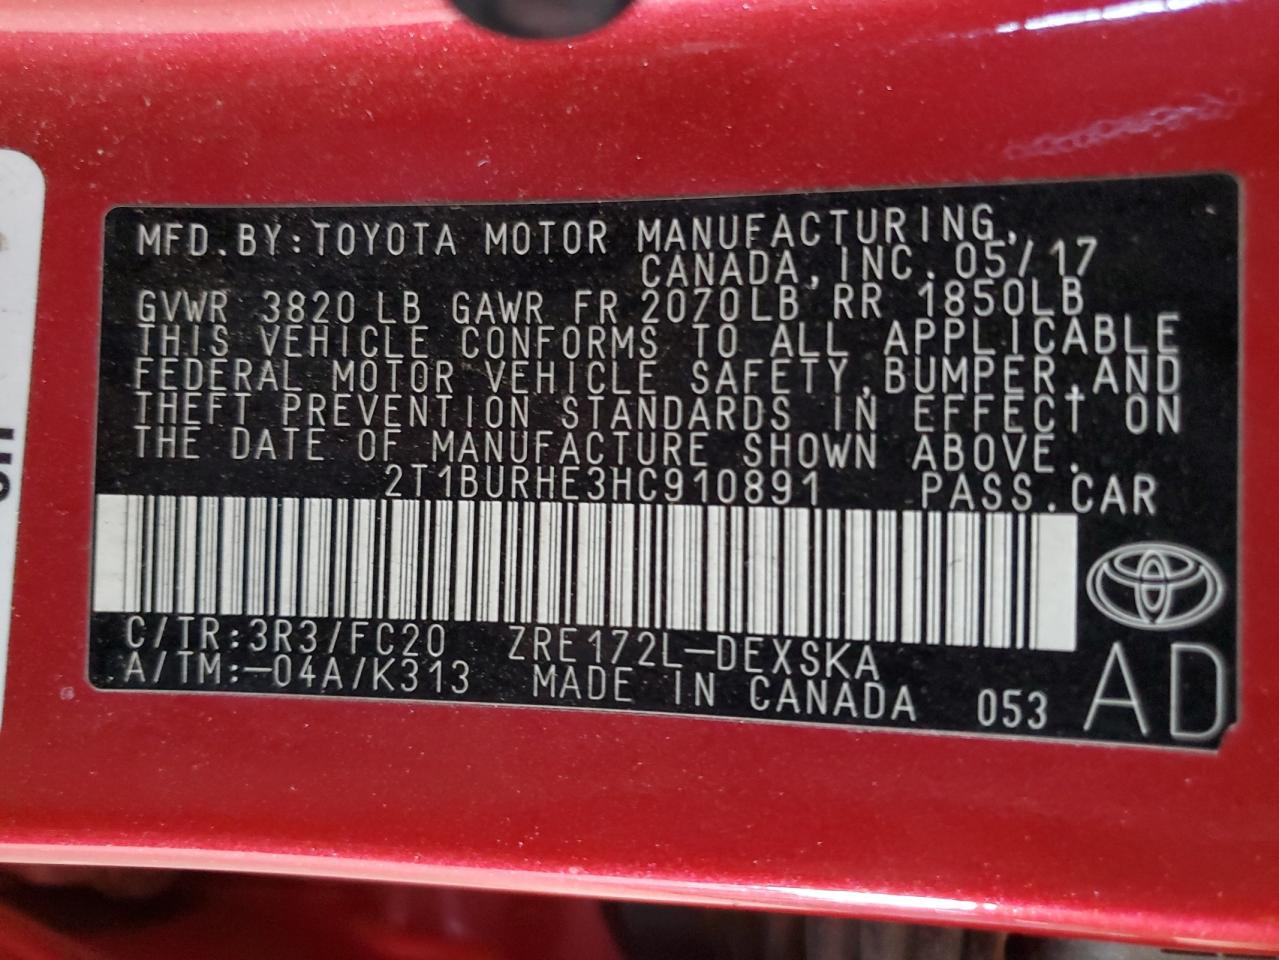 MFD.BY:TOYOTA MOTOR MANUFACTURING,
CANADA,INC. 05/17
GVWR 3820 LB GAWR FR 2070LB RR 1850LB
THIS VEHICLE CONFORMS TO ALL APPLICABLE
FEDERAL MOTOR VEHICLE SAFETY,BUMPER,AND
THEFT PREVENTION STANDARDS IN EFFECT ON
THE DATE OF MANUFACTURE SHOWN ABOVE.
2T1BURHE3HC910891 PASS.CAR
C/TR:3R3/FC20 ZRE172L-DEXSKA
A/TM:-04A/K313 MADE IN CANADA 053 AD